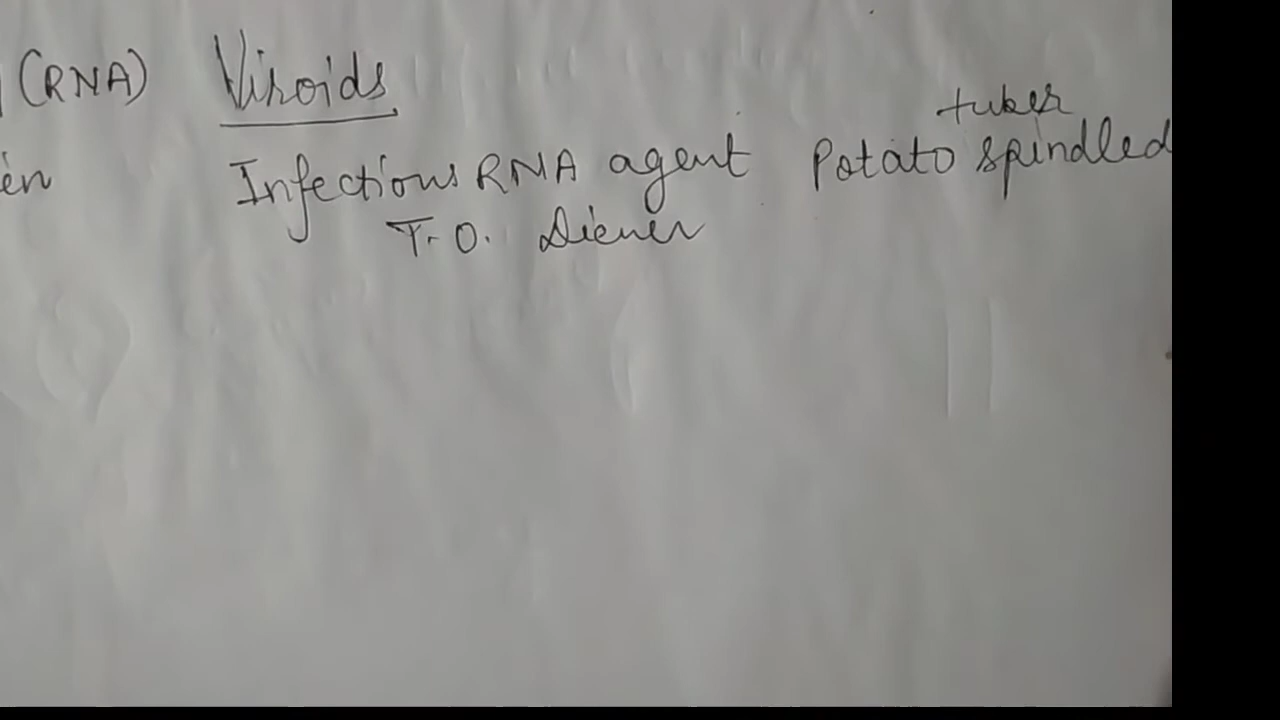 (RNA) Viroids
tuber
en Infectious RNA agent Potato spindled
T. O. Diener